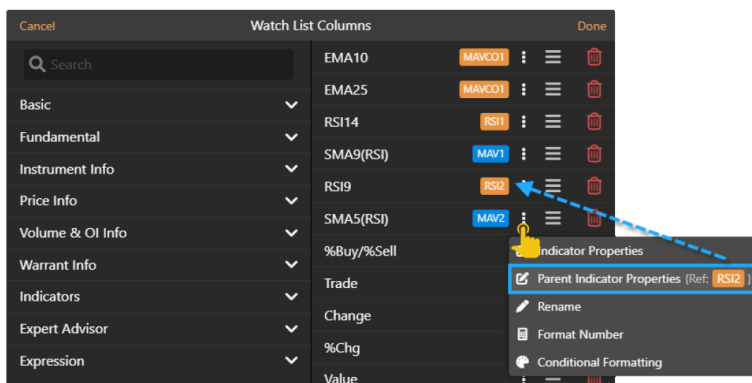 Cancel Watch List Columns Done
Search
Basic
Fundamental
Instrument Info
Price Info
Volume & OI Info
Warrant Info
Indicators
Expert Advisor
Expression
EMA10 MAVCO1
EMA25 MAVCO1
RSI14 RSI1
SMA9(RSI) MAV1
RSI9 RSI2
SMA5(RSI) MAV2
%Buy/%Sell
Trade
Change
%Chg
Value
Indicator Properties
Parent Indicator Properties (Ref: RSI2 )
Rename
Format Number
Conditional Formatting